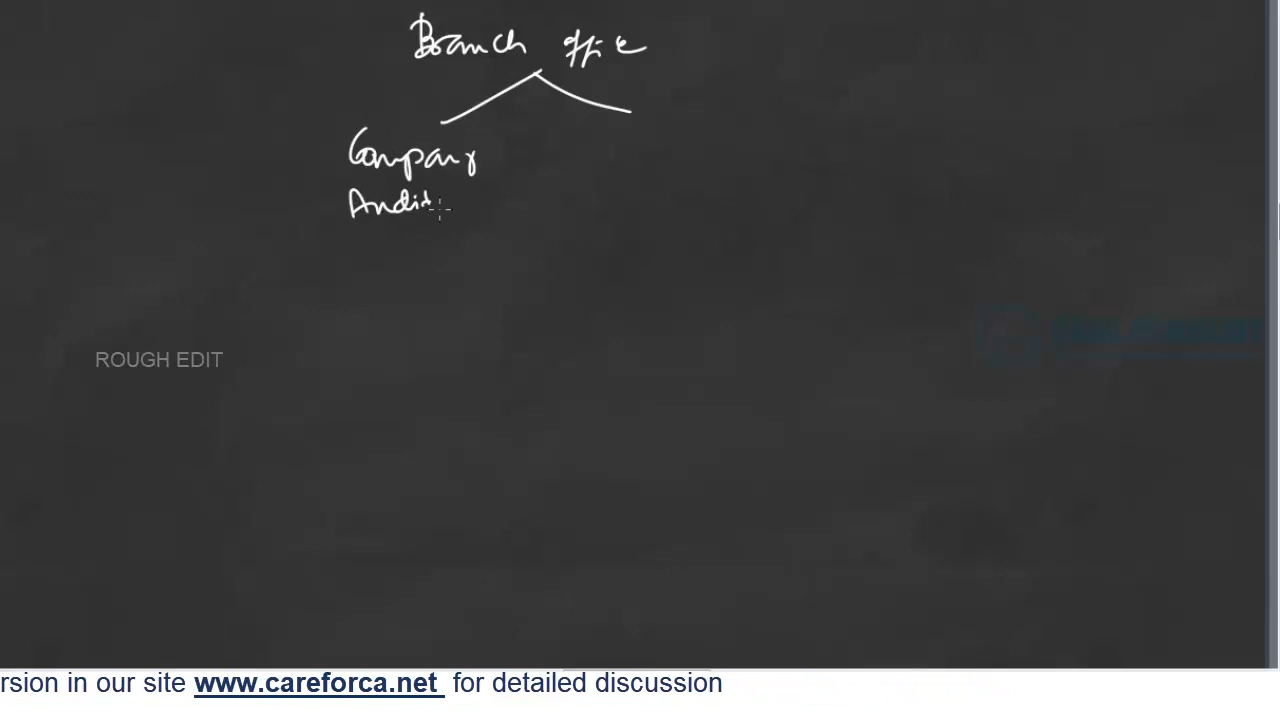 Branch office
Company
Audit
ROUGH EDIT
rsion in our site www.careforca.net for detailed discussion